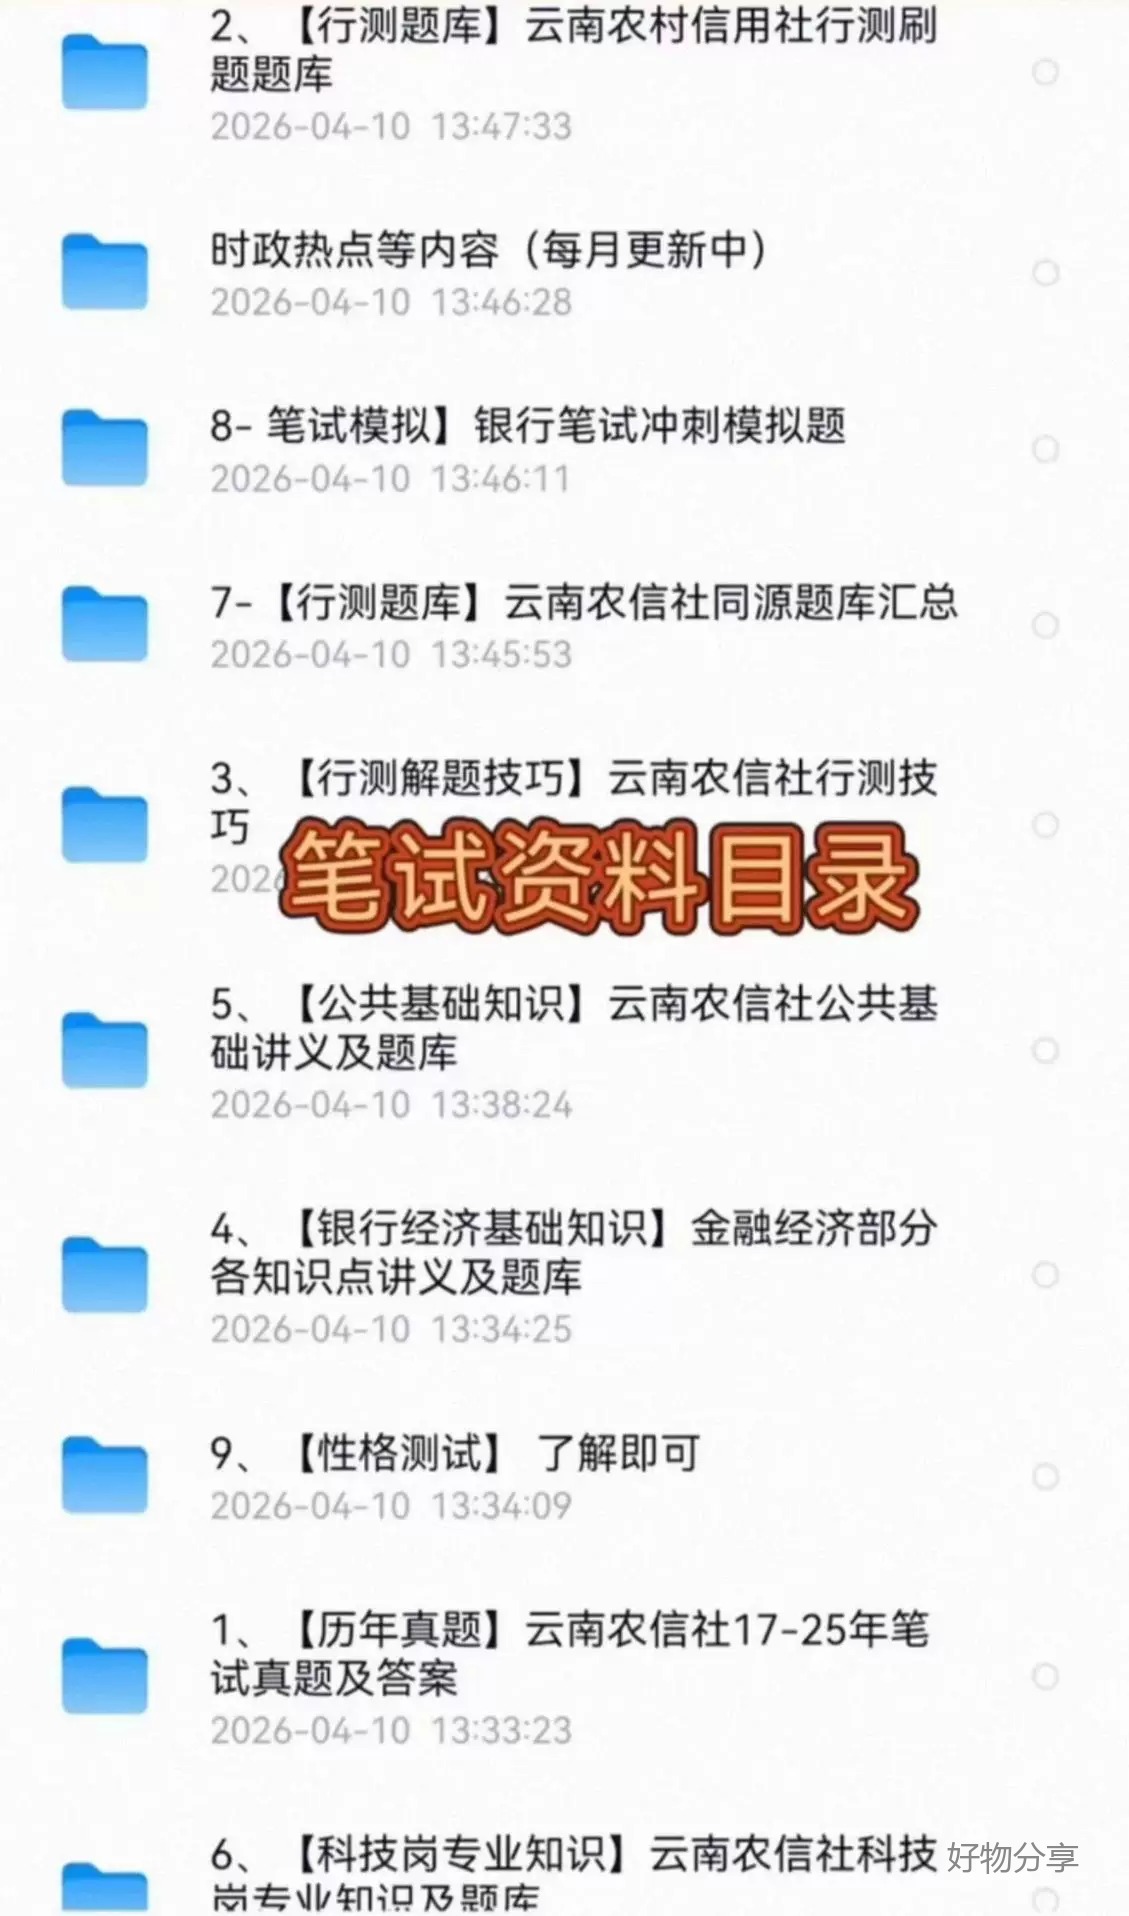 2、【行测题库】云南农村信用社行测刷
题题库
2026-04-10 13:47:33
时政热点等内容（每月更新中）
2026-04-10 13:46:28
8- 笔试模拟】银行笔试冲刺模拟题
2026-04-10 13:46:11
7-【行测题库】云南农信社同源题库汇总
2026-04-10 13:45:53
3、【行测解题技巧】云南农信社行测技
巧
笔试资料目录
5、【公共基础知识】云南农信社公共基
础讲义及题库
2026-04-10 13:38:24
4、【银行经济基础知识】金融经济部分
各知识点讲义及题库
2026-04-10 13:34:25
9、【性格测试】 了解即可
2026-04-10 13:34:09
1、【历年真题】云南农信社17-25年笔
试真题及答案
2026-04-10 13:33:23
6、【科技岗专业知识】云南农信社科技
岗专业知识及题库
好物分享